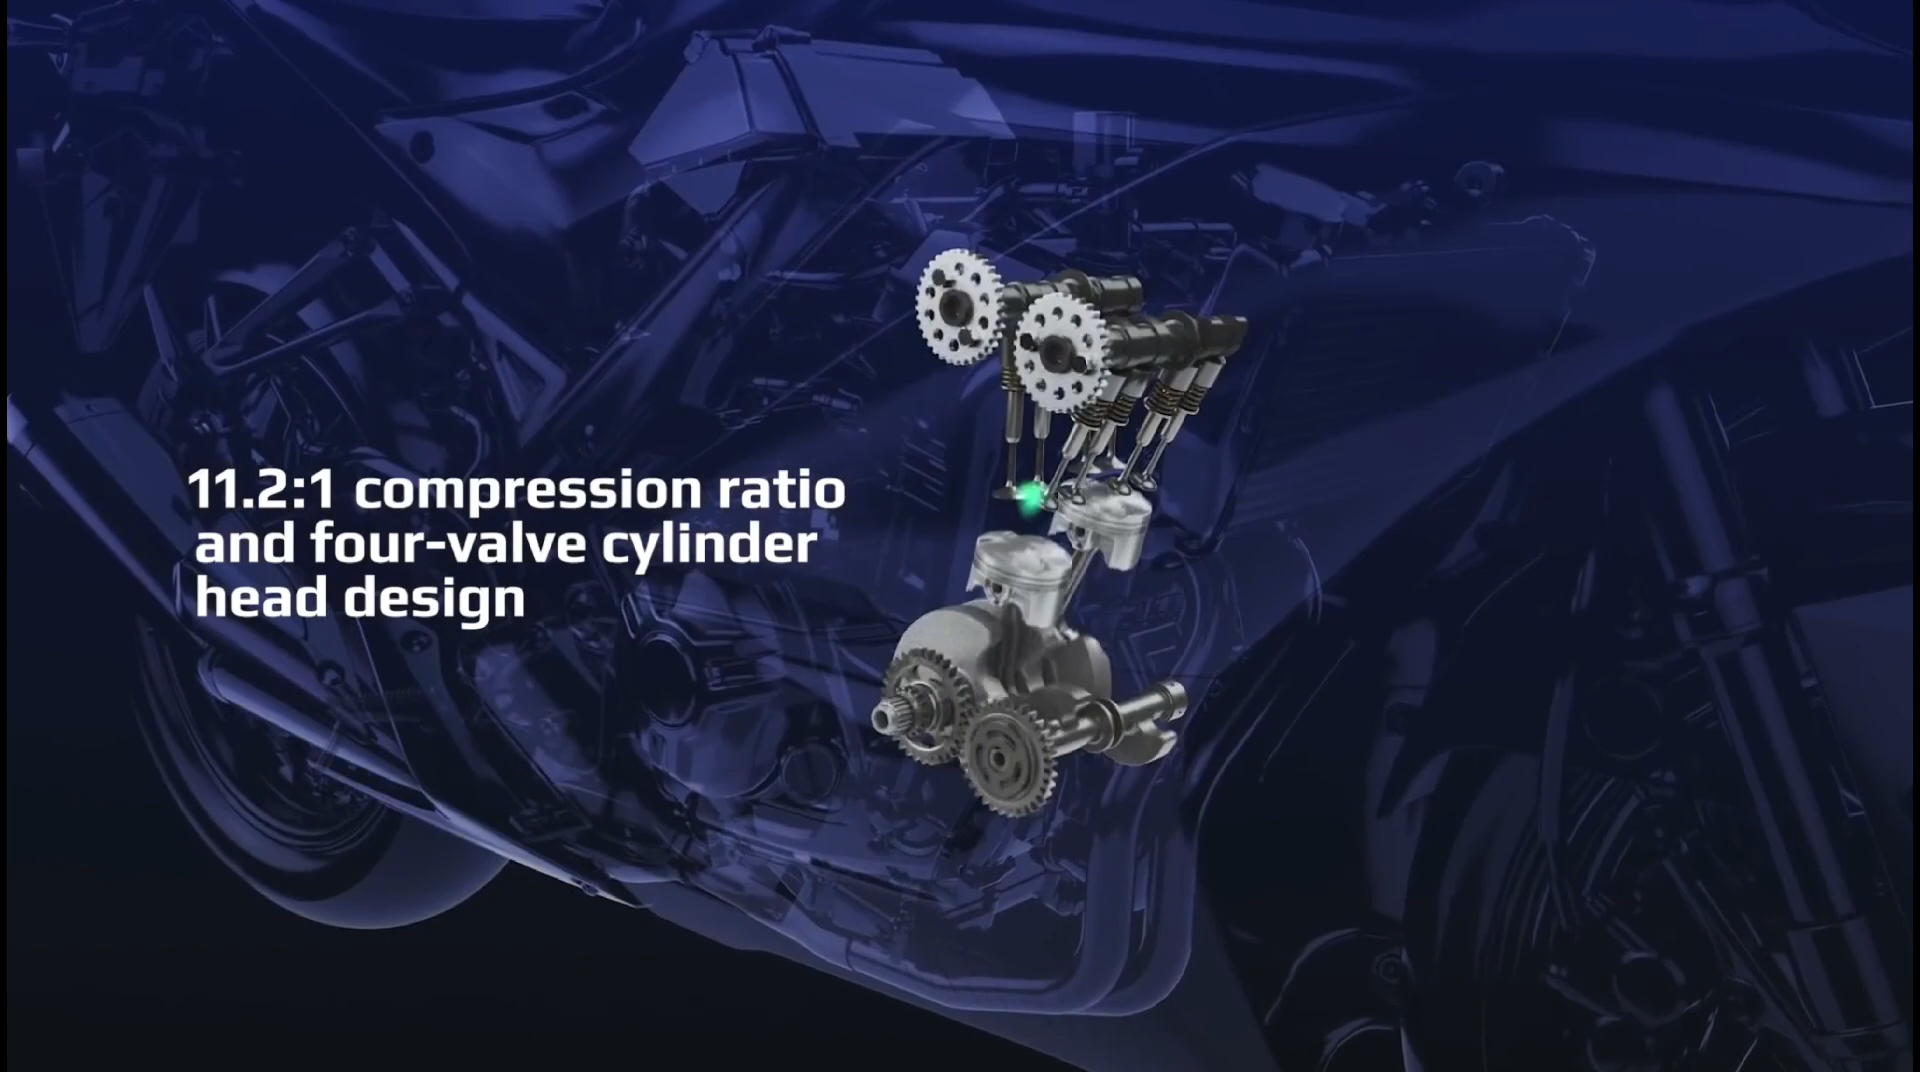 11.2:1 compression ratio
and four-valve cylinder
head design